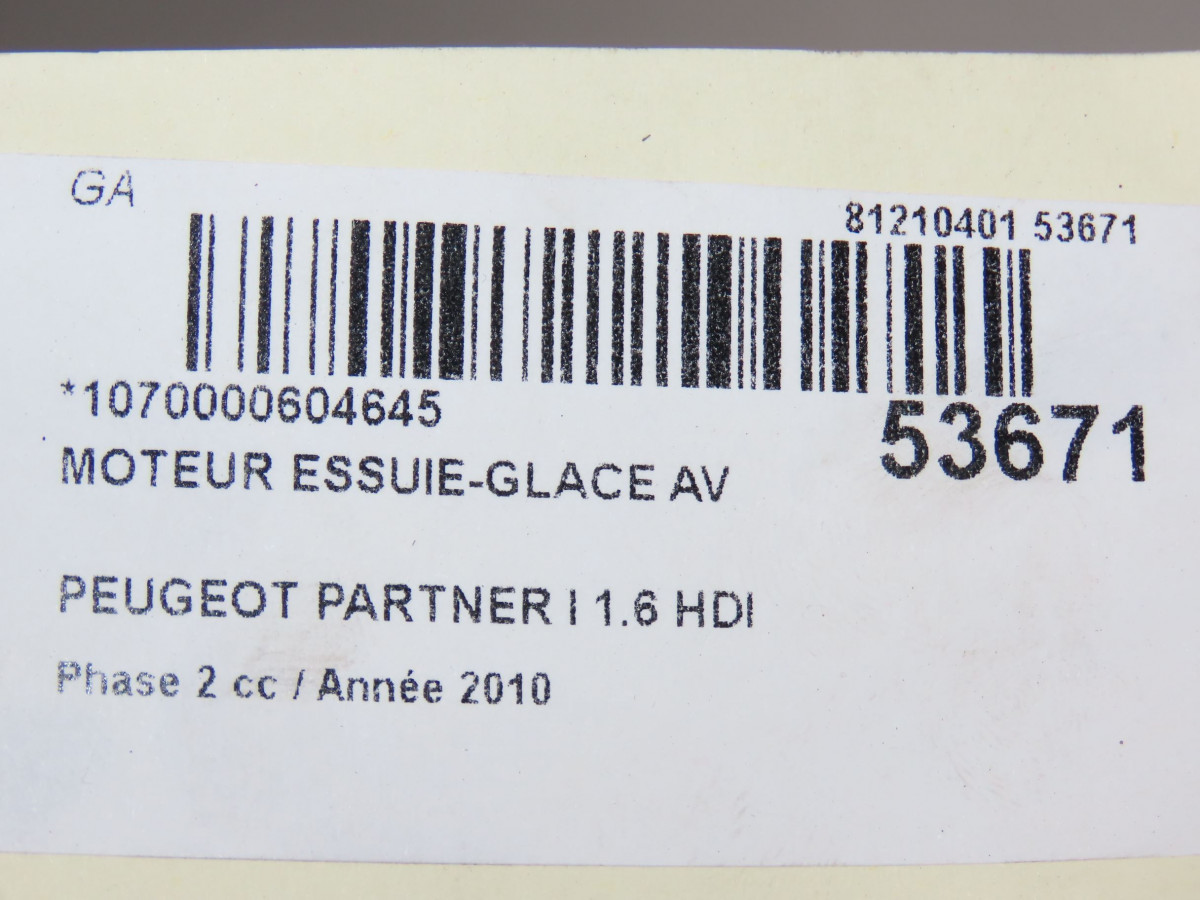 GA
81210401 53671
*1070000604645
53671
MOTEUR ESSUIE-GLACE AV
PEUGEOT PARTNER I 1.6 HDI
Phase 2 cc / Année 2010